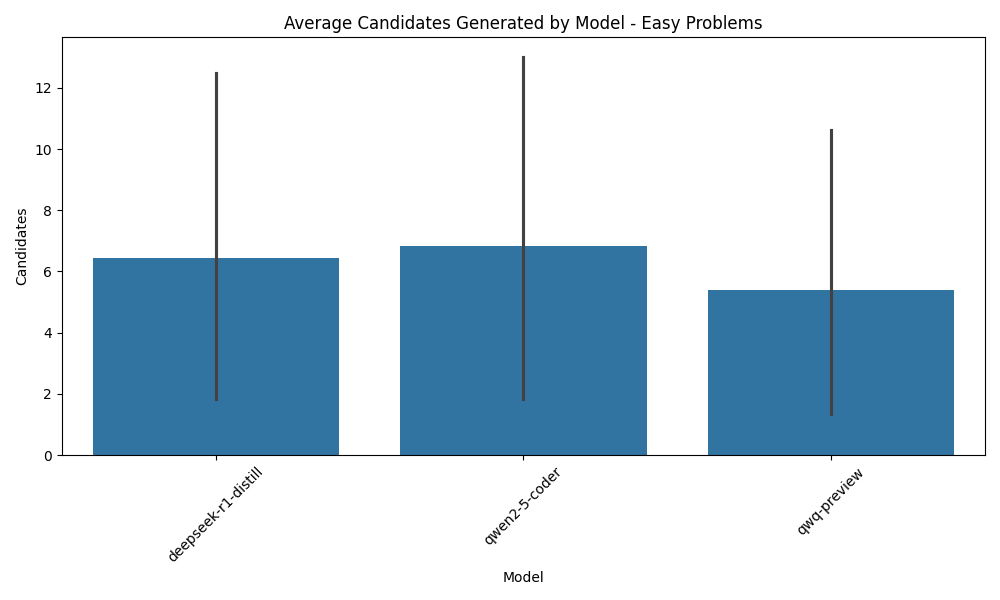 Average Candidates Generated by Model - Easy Problems
Candidates
12
10
8
6
4
2
0
deepseek-r1-distill
qwen2-5-coder
qwq-preview
Model